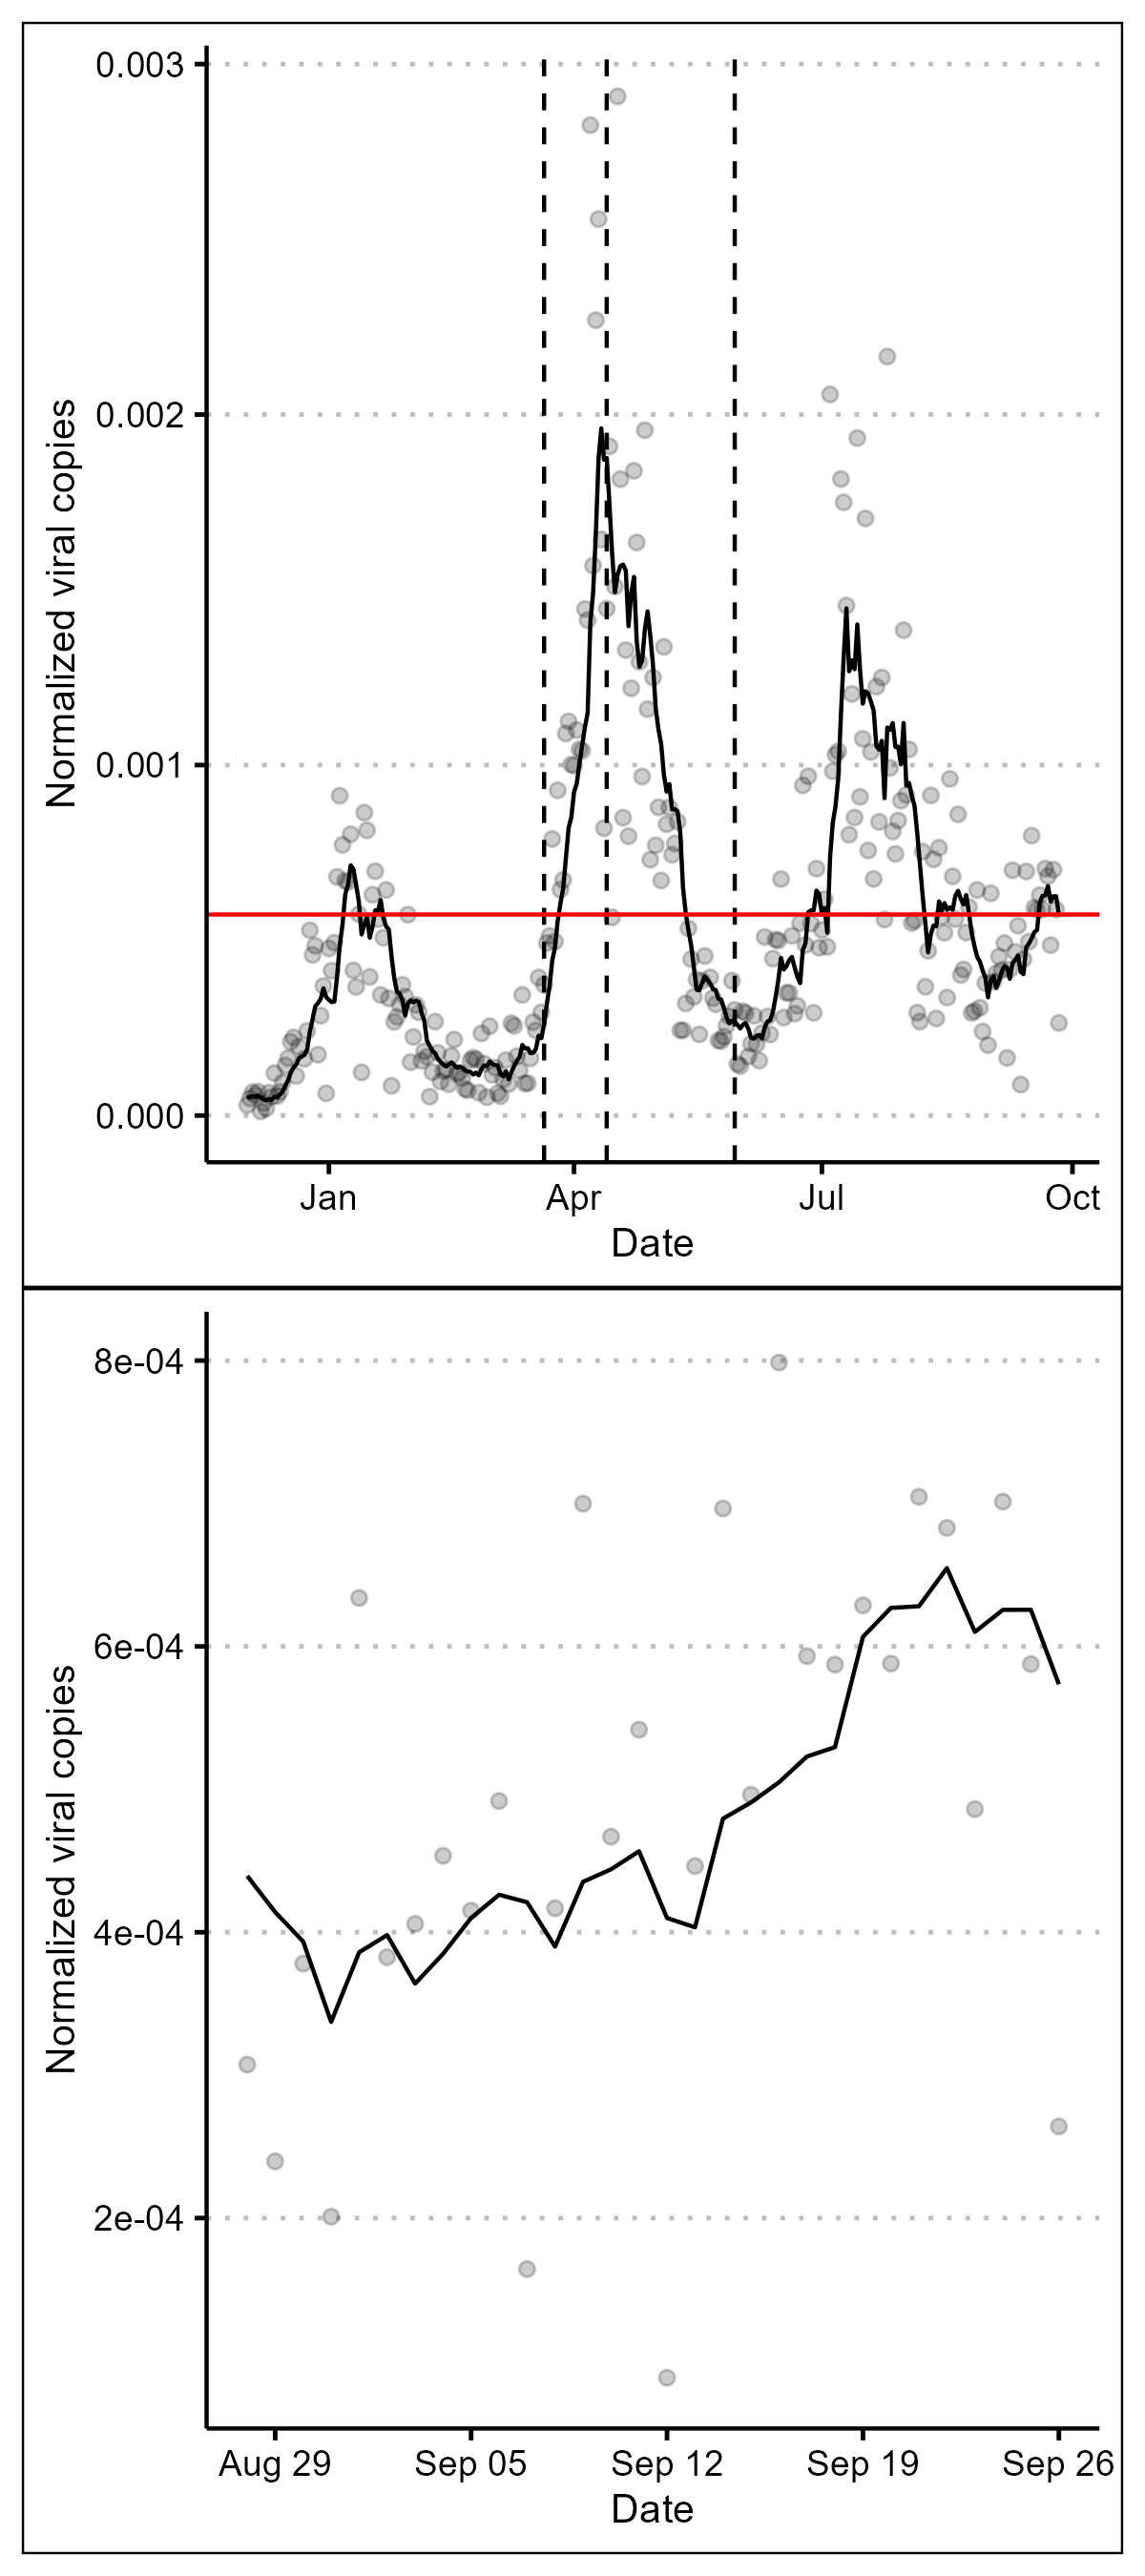 Normalized viral copies
0.003
0.002
0.001
0.000
Jan Apr Jul Oct
Date
Normalized viral copies
8e-04
6e-04
4e-04
2e-04
Aug 29 Sep 05 Sep 12 Sep 19 Sep 26
Date